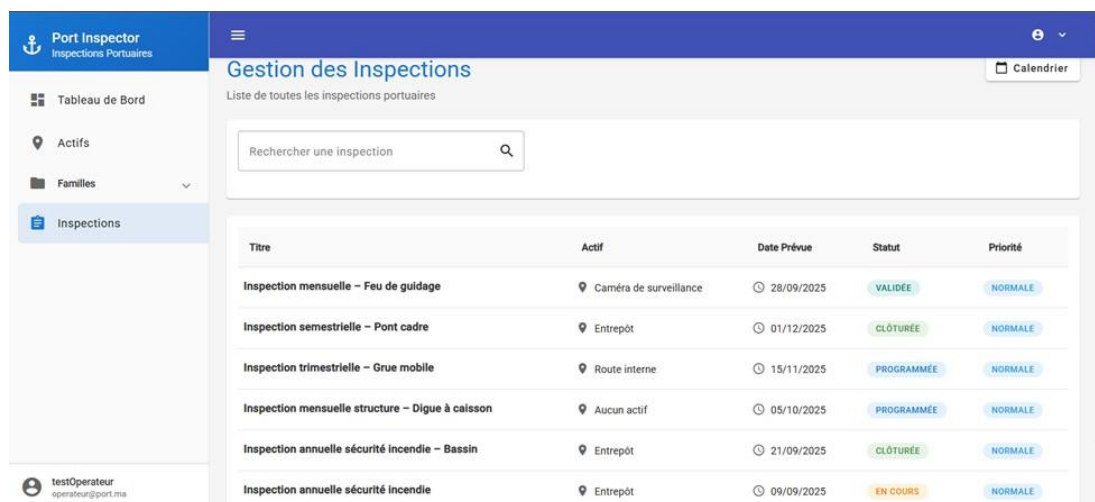 Port Inspector
Inspections Portuaires
Tableau de Bord
Actifs
Familles
Inspections
testOperateur
operateur@port.ma
Gestion des Inspections
Calendrier
Liste de toutes les inspections portuaires
Rechercher une inspection
Titre Actif Date Prévue Statut Priorité
Inspection mensuelle – Feu de guidage Caméra de surveillance 28/09/2025 VALIDÉE NORMALE
Inspection semestrielle – Pont cadre Entrepôt 01/12/2025 CLÔTURÉE NORMALE
Inspection trimestrielle – Grue mobile Route interne 15/11/2025 PROGRAMMÉE NORMALE
Inspection mensuelle structure – Digue à caisson Aucun actif 05/10/2025 PROGRAMMÉE NORMALE
Inspection annuelle sécurité incendie – Bassin Entrepôt 21/09/2025 CLÔTURÉE NORMALE
Inspection annuelle sécurité incendie Entrepôt 09/09/2025 EN COURS NORMALE